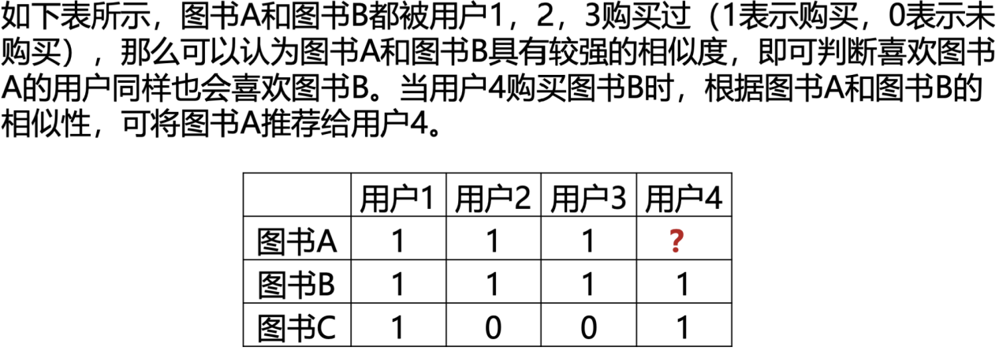 如下表所示，图书A和图书B都被用户1，2，3购买过（1表示购买，0表示未
购买），那么可以认为图书A和图书B具有较强的相似度，即可判断喜欢图书
A的用户同样也会喜欢图书B。当用户4购买图书B时，根据图书A和图书B的
相似性，可将图书A推荐给用户4。
用户1 用户2 用户3 用户4
图书A 1 1 1 ?
图书B 1 1 1 1
图书C 1 0 0 1